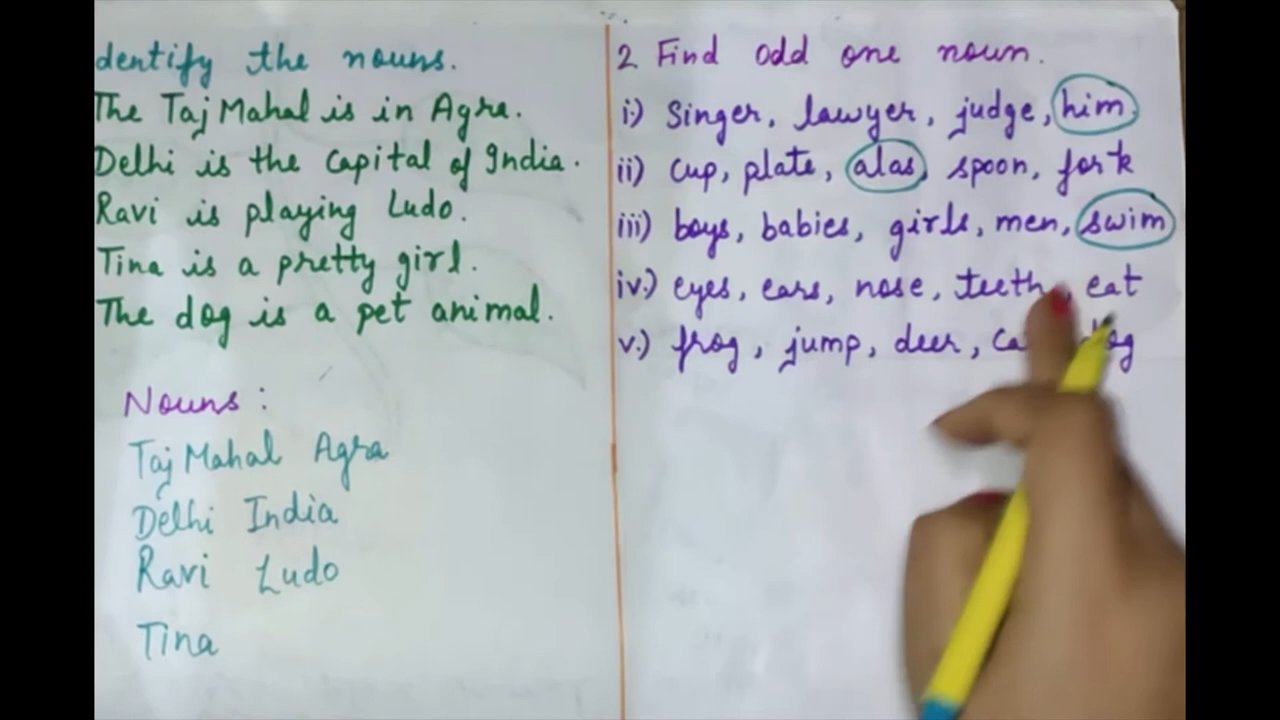 dentify the nouns.
The Taj Mahal is in Agra.
Delhi is the capital of India.
Ravi is playing Ludo.
Tina is a pretty girl.
The dog is a pet animal.
Nouns:
Taj Mahal Agra
Delhi India
Ravi Ludo
Tina
2 Find odd one noun.
i) Singer, lawyer, judge, him
ii) cup, plate, alas, spoon, fork
iii) boys, babies, girls, men, swim
iv.) eyes, ears, nose, teeth, eat
v.) frog, jump, deer,